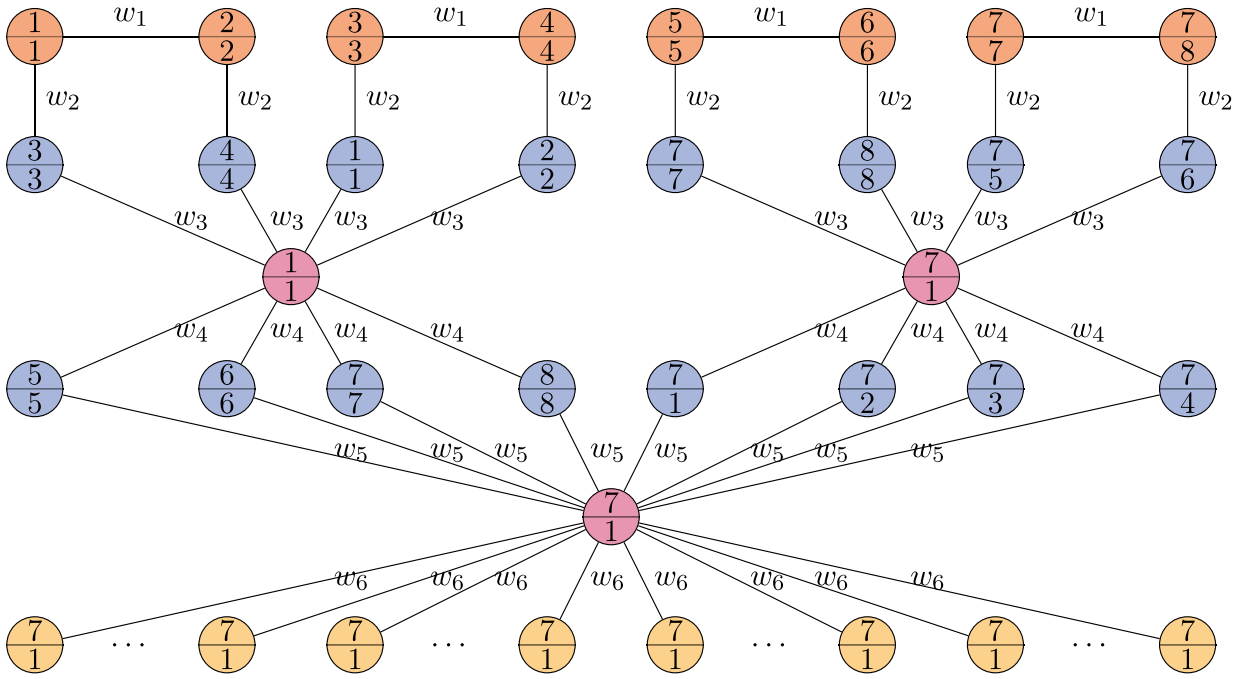 w1 w1 w1 w1
1 2 3 4 5 6 7 7
1 2 3 4 5 6 7 8
w2 w2 w2 w2 w2 w2 w2 w2
3 4 1 2 7 8 7 7
3 4 1 2 7 8 5 6
w3 w3 w3 w3 w3 w3 w3 w3
1 7
1 1
w4 w4 w4 w4 w4 w4 w4 w4
5 6 7 8 7 7 7 7
5 6 7 8 1 2 3 4
w5 w5 w5 w5 w5 w5 w5 w5
7
1
w6 w6 w6 w6 w6 w6 w6 w6
7 7 7 7 7 7 7 7
... ... ... ...
1 1 1 1 1 1 1 1